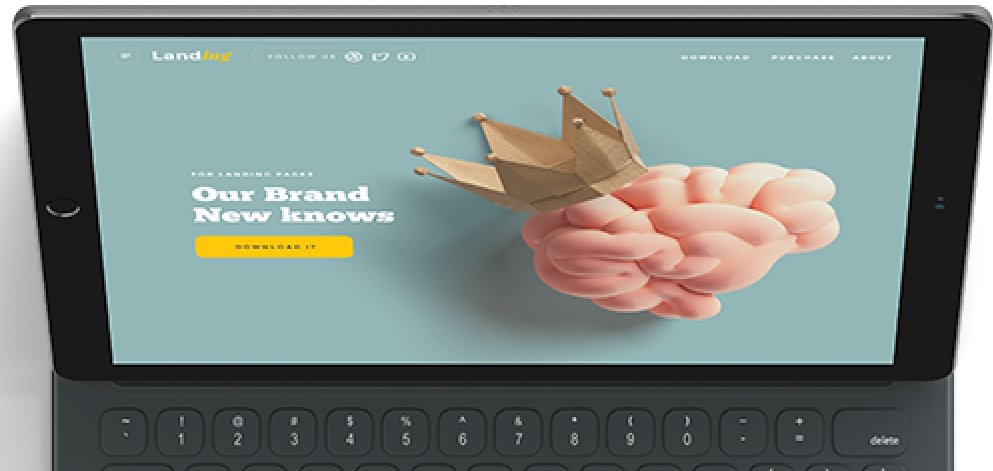 Landing
FOLLOW US
DOWNLOAD PURCHASE ABOUT
FOR LANDING PAGES
Our Brand
New knows
DOWNLOAD IT
~ ! @ # $ % ^ & * ( ) _ +
` 1 2 3 4 5 6 7 8 9 0 - = delete